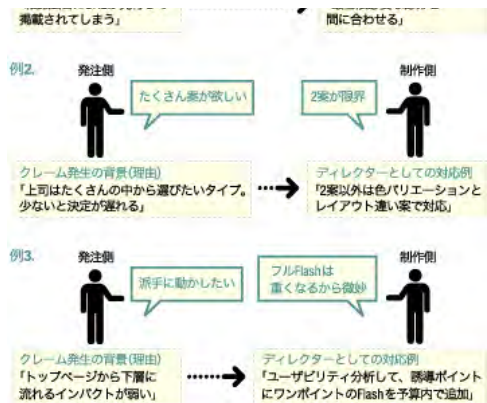 掲載されてしまう」
間に合わせる」
例2.
発注側
制作側
たくさん案が欲しい
2案が限界
クレーム発生の背景(理由)
「上司はたくさんの中から選びたいタイプ。
少ないと決定が遅れる」
ディレクターとしての対応例
「2案以外は色バリエーションと
レイアウト違い案で対応」
例3.
発注側
制作側
派手に動かしたい
フルFlashは
重くなるから微妙
クレーム発生の背景(理由)
「トップページから下層に
流れるインパクトが弱い」
ディレクターとしての対応例
「ユーザビリティ分析して、誘導ポイント
にワンポイントのFlashを予算内で追加」